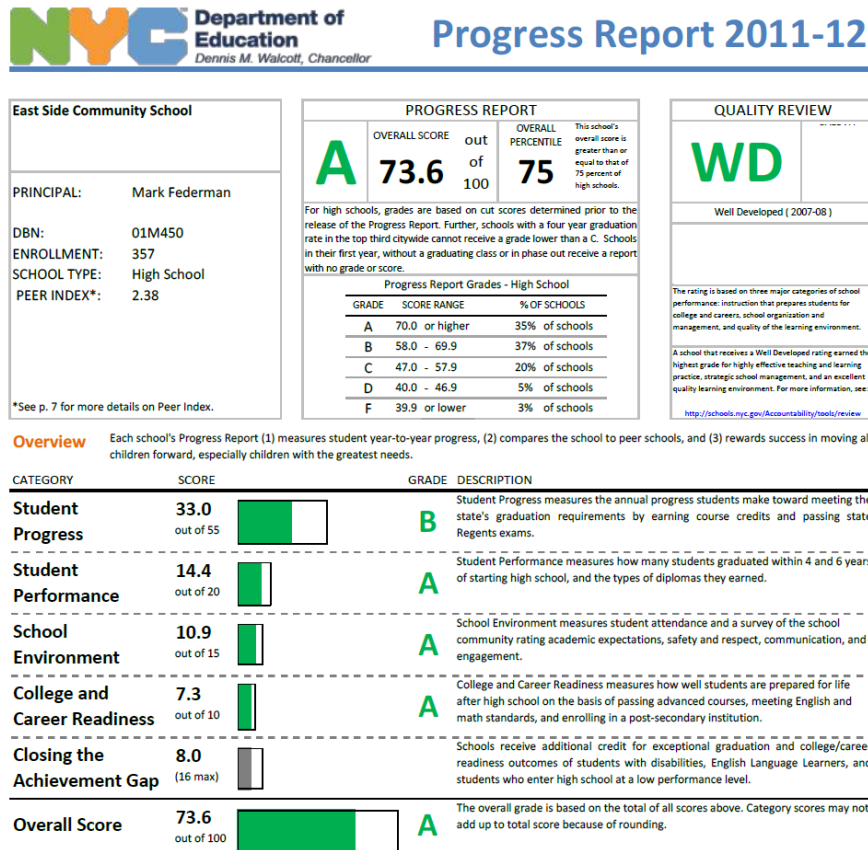 NYC Department of
Education
Dennis M. Walcott, Chancellor
Progress Report 2011-12
East Side Community School
PRINCIPAL: Mark Federman
DBN: 01M450
ENROLLMENT: 357
SCHOOL TYPE: High School
PEER INDEX*: 2.38
*See p. 7 for more details on Peer Index.
PROGRESS REPORT
A
OVERALL SCORE
73.6
out
of
100
OVERALL
PERCENTILE
75
This school's
overall score is
greater than or
equal to that of
75 percent of
high schools.
For high schools, grades are based on cut scores determined prior to the
release of the Progress Report. Further, schools with a four year graduation
rate in the top third citywide cannot receive a grade lower than a C. Schools
in their first year, without a graduating class or in phase out receive a report
with no grade or score.
Progress Report Grades - High School
GRADE SCORE RANGE % OF SCHOOLS
A 70.0 or higher 35% of schools
B 58.0 - 69.9 37% of schools
C 47.0 - 57.9 20% of schools
D 40.0 - 46.9 5% of schools
F 39.9 or lower 3% of schools
QUALITY REVIEW
WD
Well Developed ( 2007-08 )
The rating is based on three major categories of school
performance: instruction that prepares students for
college and careers, school organization and
management, and quality of the learning environment.
A school that receives a Well Developed rating earned the
highest grade for highly effective teaching and learning
practice, strategic school management, and an excellent
quality learning environment. For more information, see:
http://schools.nyc.gov/Accountability/tools/review
Overview Each school's Progress Report (1) measures student year-to-year progress, (2) compares the school to peer schools, and (3) rewards success in moving al
children forward, especially children with the greatest needs.
CATEGORY SCORE GRADE DESCRIPTION
Student
Progress
33.0
out of 55
B
Student Progress measures the annual progress students make toward meeting the
state's graduation requirements by earning course credits and passing state
Regents exams.
Student
Performance
14.4
out of 20
A
Student Performance measures how many students graduated within 4 and 6 years
of starting high school, and the types of diplomas they earned.
School
Environment
10.9
out of 15
A
School Environment measures student attendance and a survey of the school
community rating academic expectations, safety and respect, communication, and
engagement.
College and
Career Readiness
7.3
out of 10
A
College and Career Readiness measures how well students are prepared for life
after high school on the basis of passing advanced courses, meeting English and
math standards, and enrolling in a post-secondary institution.
Closing the
Achievement Gap
8.0
(16 max)
Schools receive additional credit for exceptional graduation and college/career
readiness outcomes of students with disabilities, English Language Learners, and
students who enter high school at a low performance level.
Overall Score
73.6
out of 100
A
The overall grade is based on the total of all scores above. Category scores may not
add up to total score because of rounding.